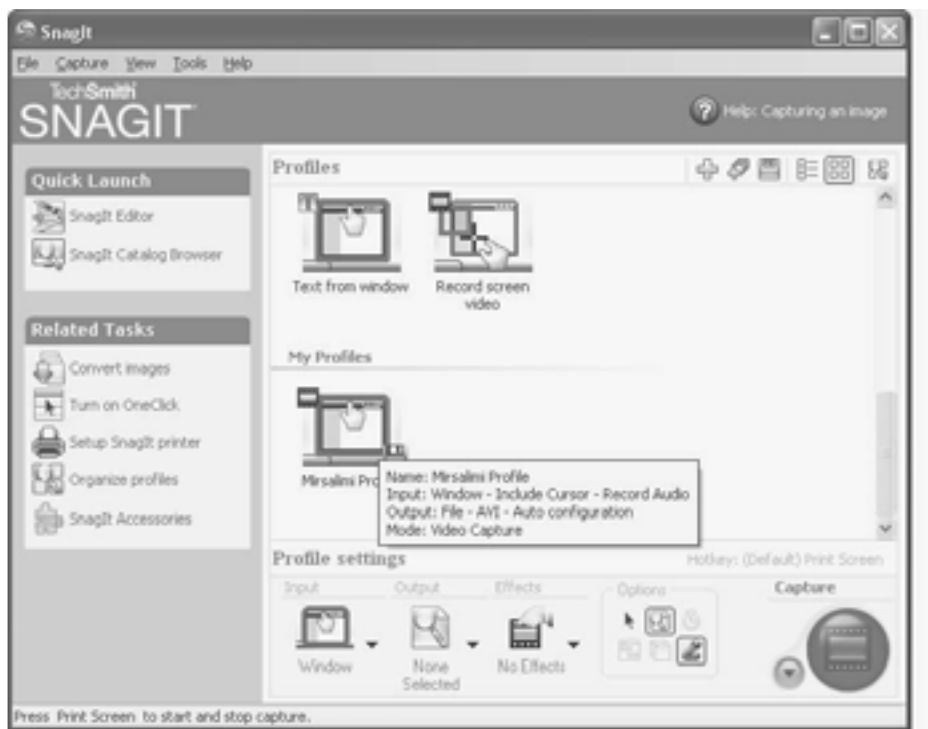 SnagIt
File Capture View Tools Help
TechSmith
SNAGIT
Help: Capturing an image
Quick Launch
SnagIt Editor
SnagIt Catalog Browser
Related Tasks
Convert images
Turn on OneClick
Setup SnagIt printer
Organize profiles
SnagIt Accessories
Profiles
Text from window
Record screen
video
My Profiles
Mirsalimi Pro
Name: Mirsalimi Profile
Input: Window - Include Cursor - Record Audio
Output: File - AVI - Auto configuration
Mode: Video Capture
Profile settings
Hotkey: (Default) Print Screen
Input Output Effects Options Capture
Window
None
Selected
No Effects
Press Print Screen to start and stop capture.